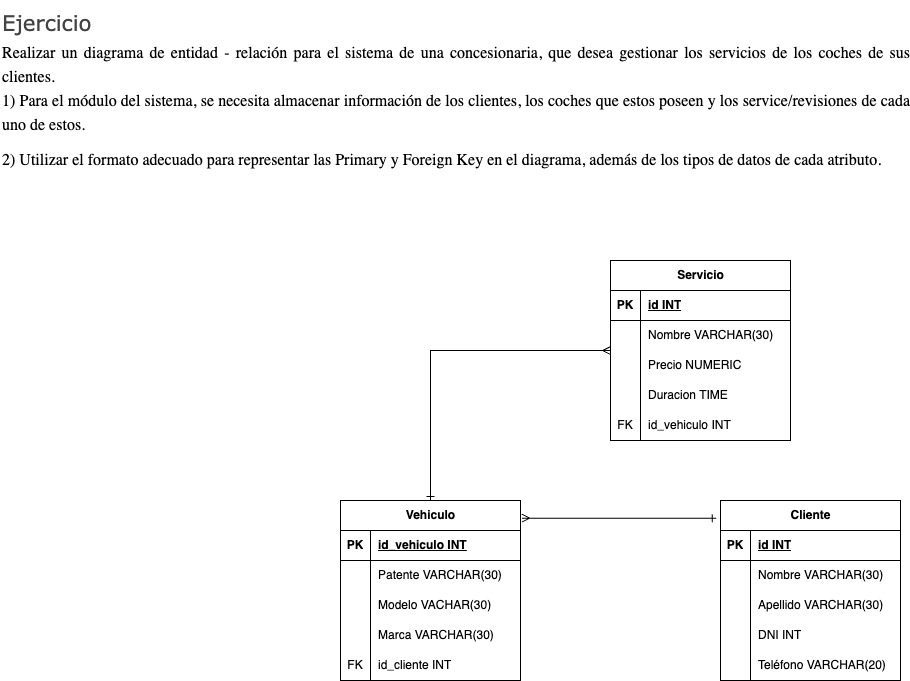 Ejercicio
Realizar un diagrama de entidad - relación para el sistema de una concesionaria, que desea gestionar los servicios de los coches de sus
clientes.
1) Para el módulo del sistema, se necesita almacenar información de los clientes, los coches que estos poseen y los service/revisiones de cada
uno de estos.
2) Utilizar el formato adecuado para representar las Primary y Foreign Key en el diagrama, además de los tipos de datos de cada atributo.
Servicio
PK id INT
Nombre VARCHAR(30)
Precio NUMERIC
Duracion TIME
FK id_vehiculo INT
Vehiculo
PK id_vehiculo INT
Patente VARCHAR(30)
Modelo VACHAR(30)
Marca VARCHAR(30)
FK id_cliente INT
Cliente
PK id INT
Nombre VARCHAR(30)
Apellido VARCHAR(30)
DNI INT
Teléfono VARCHAR(20)